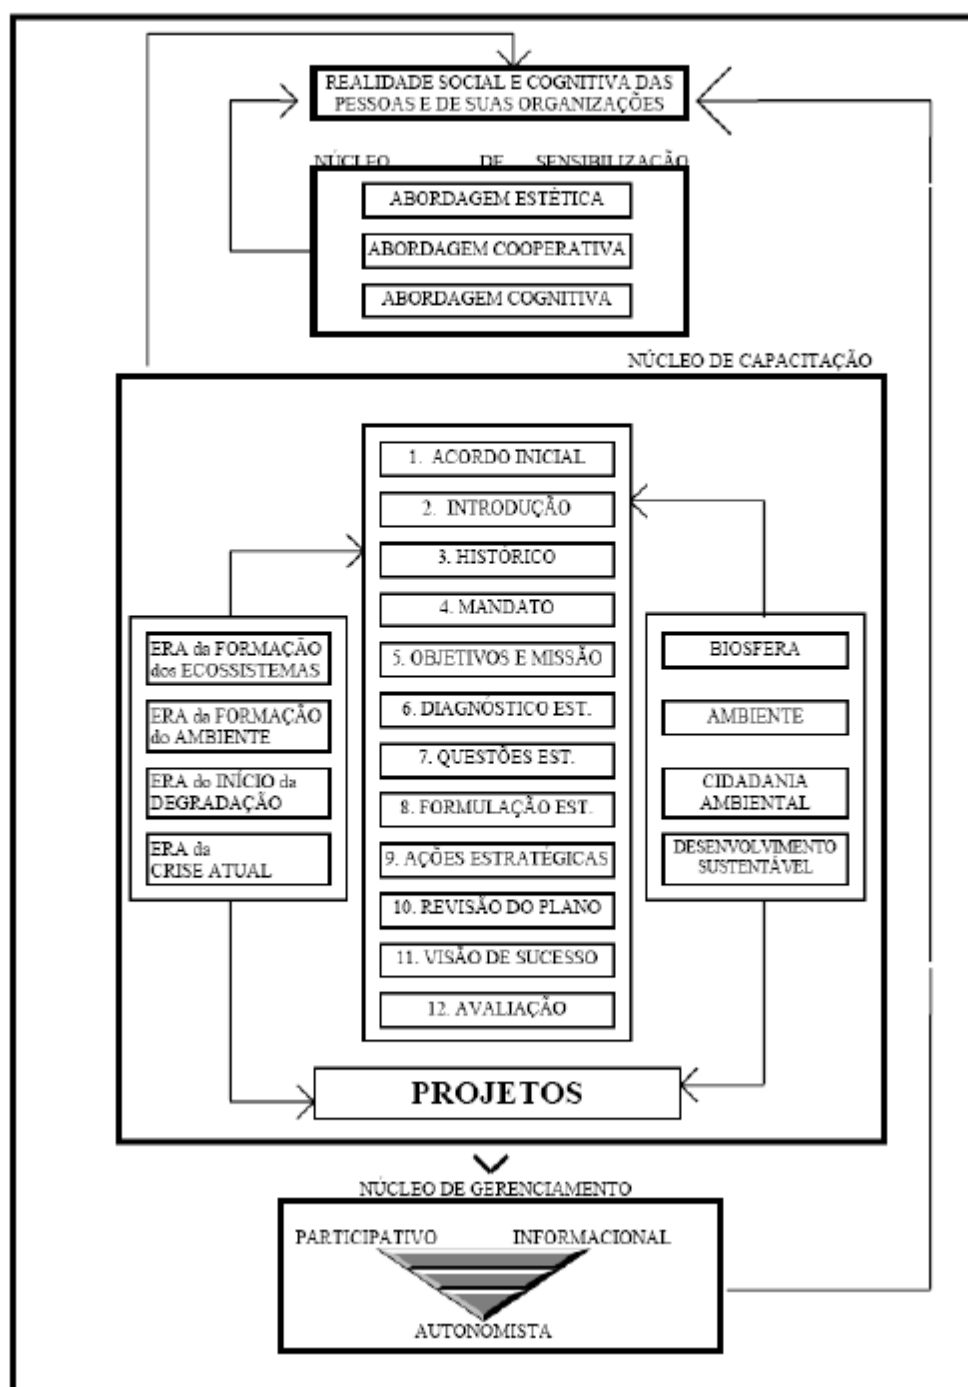 REALIDADE SOCIAL E COGNITIVA DAS
PESSOAS E DE SUAS ORGANIZAÇÕES
NÚCLEO DE SENSIBILIZAÇÃO
ABORDAGEM ESTÉTICA
ABORDAGEM COOPERATIVA
ABORDAGEM COGNITIVA
NÚCLEO DE CAPACITAÇÃO
1. ACORDO INICIAL
2. INTRODUÇÃO
3. HISTÓRICO
4. MANDATO
5. OBJETIVOS E MISSÃO
6. DIAGNÓSTICO EST.
7. QUESTÕES EST.
8. FORMULAÇÃO EST.
9. AÇÕES ESTRATÉGICAS
10. REVISÃO DO PLANO
11. VISÃO DE SUCESSO
12. AVALIAÇÃO
ERA da FORMAÇÃO
dos ECOSSISTEMAS
ERA da FORMAÇÃO
do AMBIENTE
ERA do INÍCIO da
DEGRADAÇÃO
ERA da
CRISE ATUAL
BIOSFERA
AMBIENTE
CIDADANIA
AMBIENTAL
DESENVOLVIMENTO
SUSTENTÁVEL
PROJETOS
NÚCLEO DE GERENCIAMENTO
PARTICIPATIVO INFORMACIONAL
AUTONOMISTA